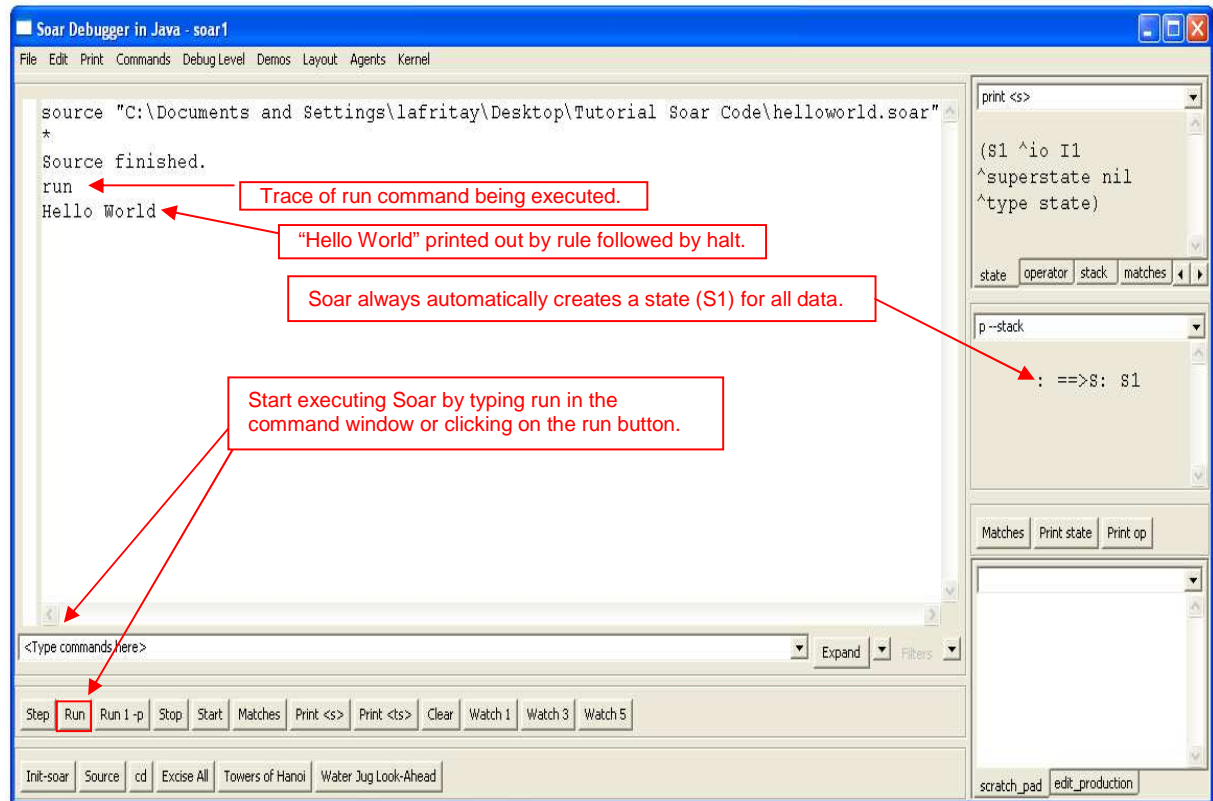 Soar Debugger in Java - soar1
File Edit Print Commands Debug Level Demos Layout Agents Kernel
source "C:\Documents and Settings\lafritay\Desktop\Tutorial Soar Code\helloworld.soar"
*
Source finished.
run
Trace of run command being executed.
Hello World
“Hello World” printed out by rule followed by halt.
Soar always automatically creates a state (S1) for all data.
Start executing Soar by typing run in the
command window or clicking on the run button.
<Type commands here>
Expand
Filters
Step Run Run 1 -p Stop Start Matches Print <s> Print <ts> Clear Watch 1 Watch 3 Watch 5
Init-soar Source cd Excise All Towers of Hanoi Water Jug Look-Ahead
print <s>
(S1 ^io I1
^superstate nil
^type state)
state operator stack matches
p --stack
: ==>S: S1
Matches Print state Print op
scratch_pad edit_production